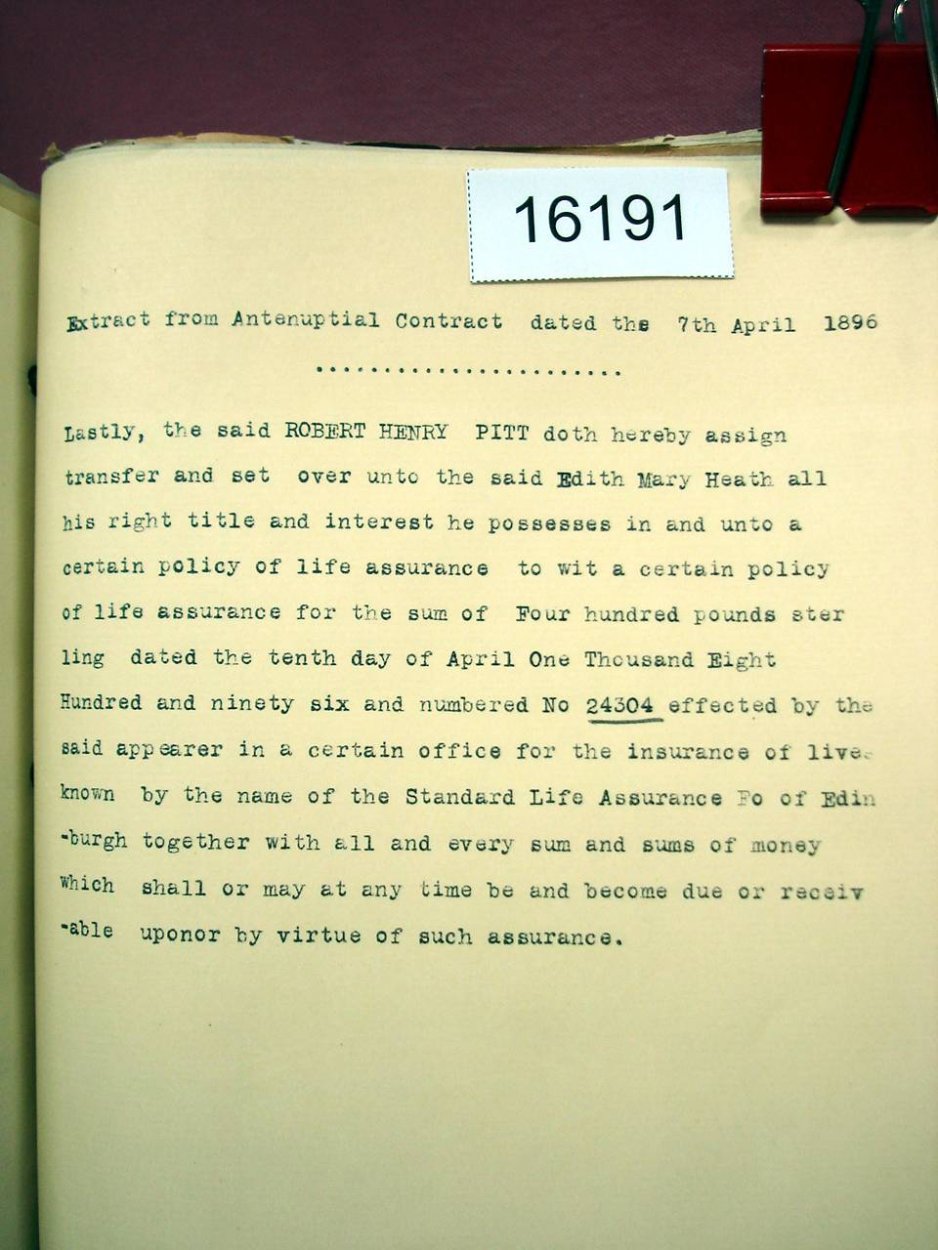 16191
Extract from Antenuptial Contract dated the 7th April 1896
.......................
Lastly, the said ROBERT HENRY PITT doth hereby assign
transfer and set over unto the said Edith Mary Heath all
his right title and interest he possesses in and unto a
certain policy of life assurance to wit a certain policy
of life assurance for the sum of Four hundred pounds ster
ling dated the tenth day of April One Thousand Eight
Hundred and ninety six and numbered No 24304 effected by the
said appearer in a certain office for the insurance of live
known by the name of the Standard Life Assurance Fo of Edin
-burgh together with all and every sum and sums of money
which shall or may at any time be and become due or receiv
-able uponor by virtue of such assurance.